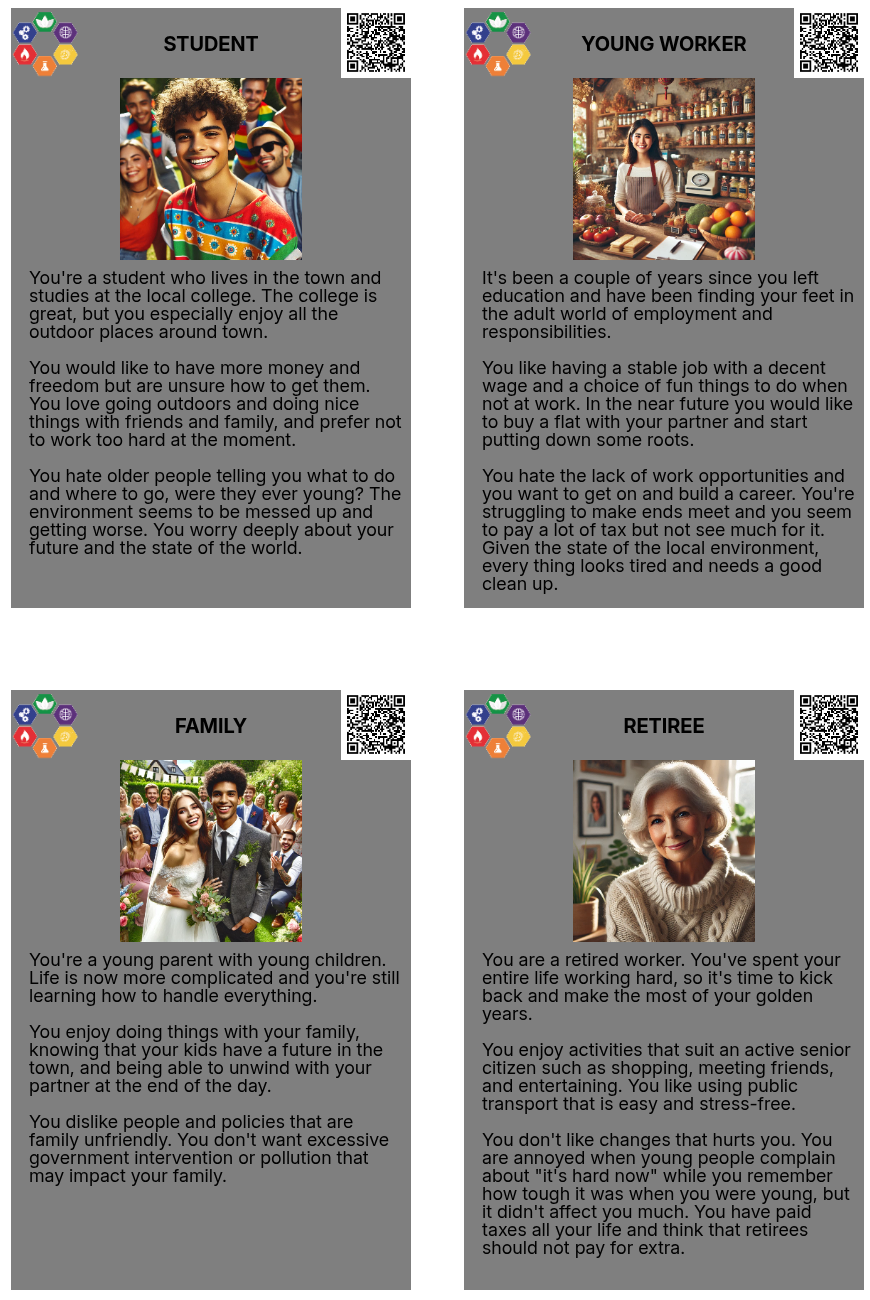 STUDENT
You're a student who lives in the town and
studies at the local college. The college is
great, but you especially enjoy all the
outdoor places around town.
You would like to have more money and
freedom but are unsure how to get them.
You love going outdoors and doing nice
things with friends and family, and prefer not
to work too hard at the moment.
You hate older people telling you what to do
and where to go, were they ever young? The
environment seems to be messed up and
getting worse. You worry deeply about your
future and the state of the world.
YOUNG WORKER
It's been a couple of years since you left
education and have been finding your feet in
the adult world of employment and
responsibilities.
You like having a stable job with a decent
wage and a choice of fun things to do when
not at work. In the near future you would like
to buy a flat with your partner and start
putting down some roots.
You hate the lack of work opportunities and
you want to get on and build a career. You're
struggling to make ends meet and you seem
to pay a lot of tax but not see much for it.
Given the state of the local environment,
every thing looks tired and needs a good
clean up.
FAMILY
You're a young parent with young children.
Life is now more complicated and you're still
learning how to handle everything.
You enjoy doing things with your family,
knowing that your kids have a future in the
town, and being able to unwind with your
partner at the end of the day.
You dislike people and policies that are
family unfriendly. You don't want excessive
government intervention or pollution that
may impact your family.
RETIREE
You are a retired worker. You've spent your
entire life working hard, so it's time to kick
back and make the most of your golden
years.
You enjoy activities that suit an active senior
citizen such as shopping, meeting friends,
and entertaining. You like using public
transport that is easy and stress-free.
You don't like changes that hurts you. You
are annoyed when young people complain
about "it's hard now" while you remember
how tough it was when you were young, but
it didn't affect you much. You have paid
taxes all your life and think that retirees
should not pay for extra.